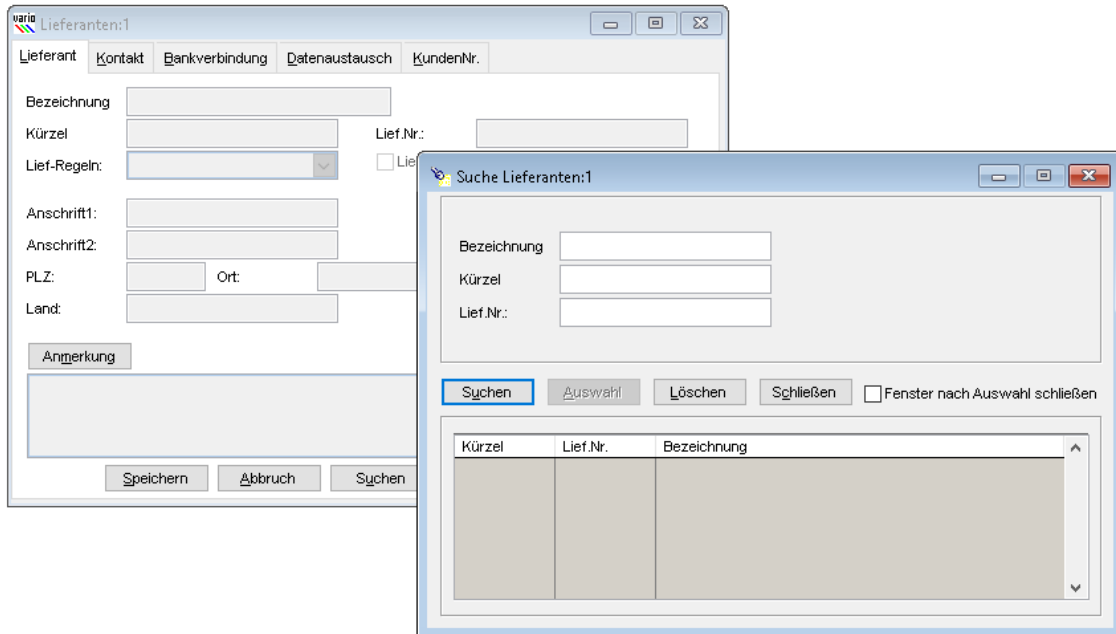 vario Lieferanten:1
Lieferant Kontakt Bankverbindung Datenaustausch KundenNr.
Bezeichnung
Kürzel Lief.Nr.:
Lief-Regeln: Lie
Anschrift1:
Anschrift2:
PLZ: Ort:
Land:
Anmerkung
Speichern Abbruch Suchen
Suche Lieferanten:1
Bezeichnung
Kürzel
Lief.Nr.:
Suchen Auswahl Löschen Schließen Fenster nach Auswahl schließen
Kürzel Lief.Nr. Bezeichnung